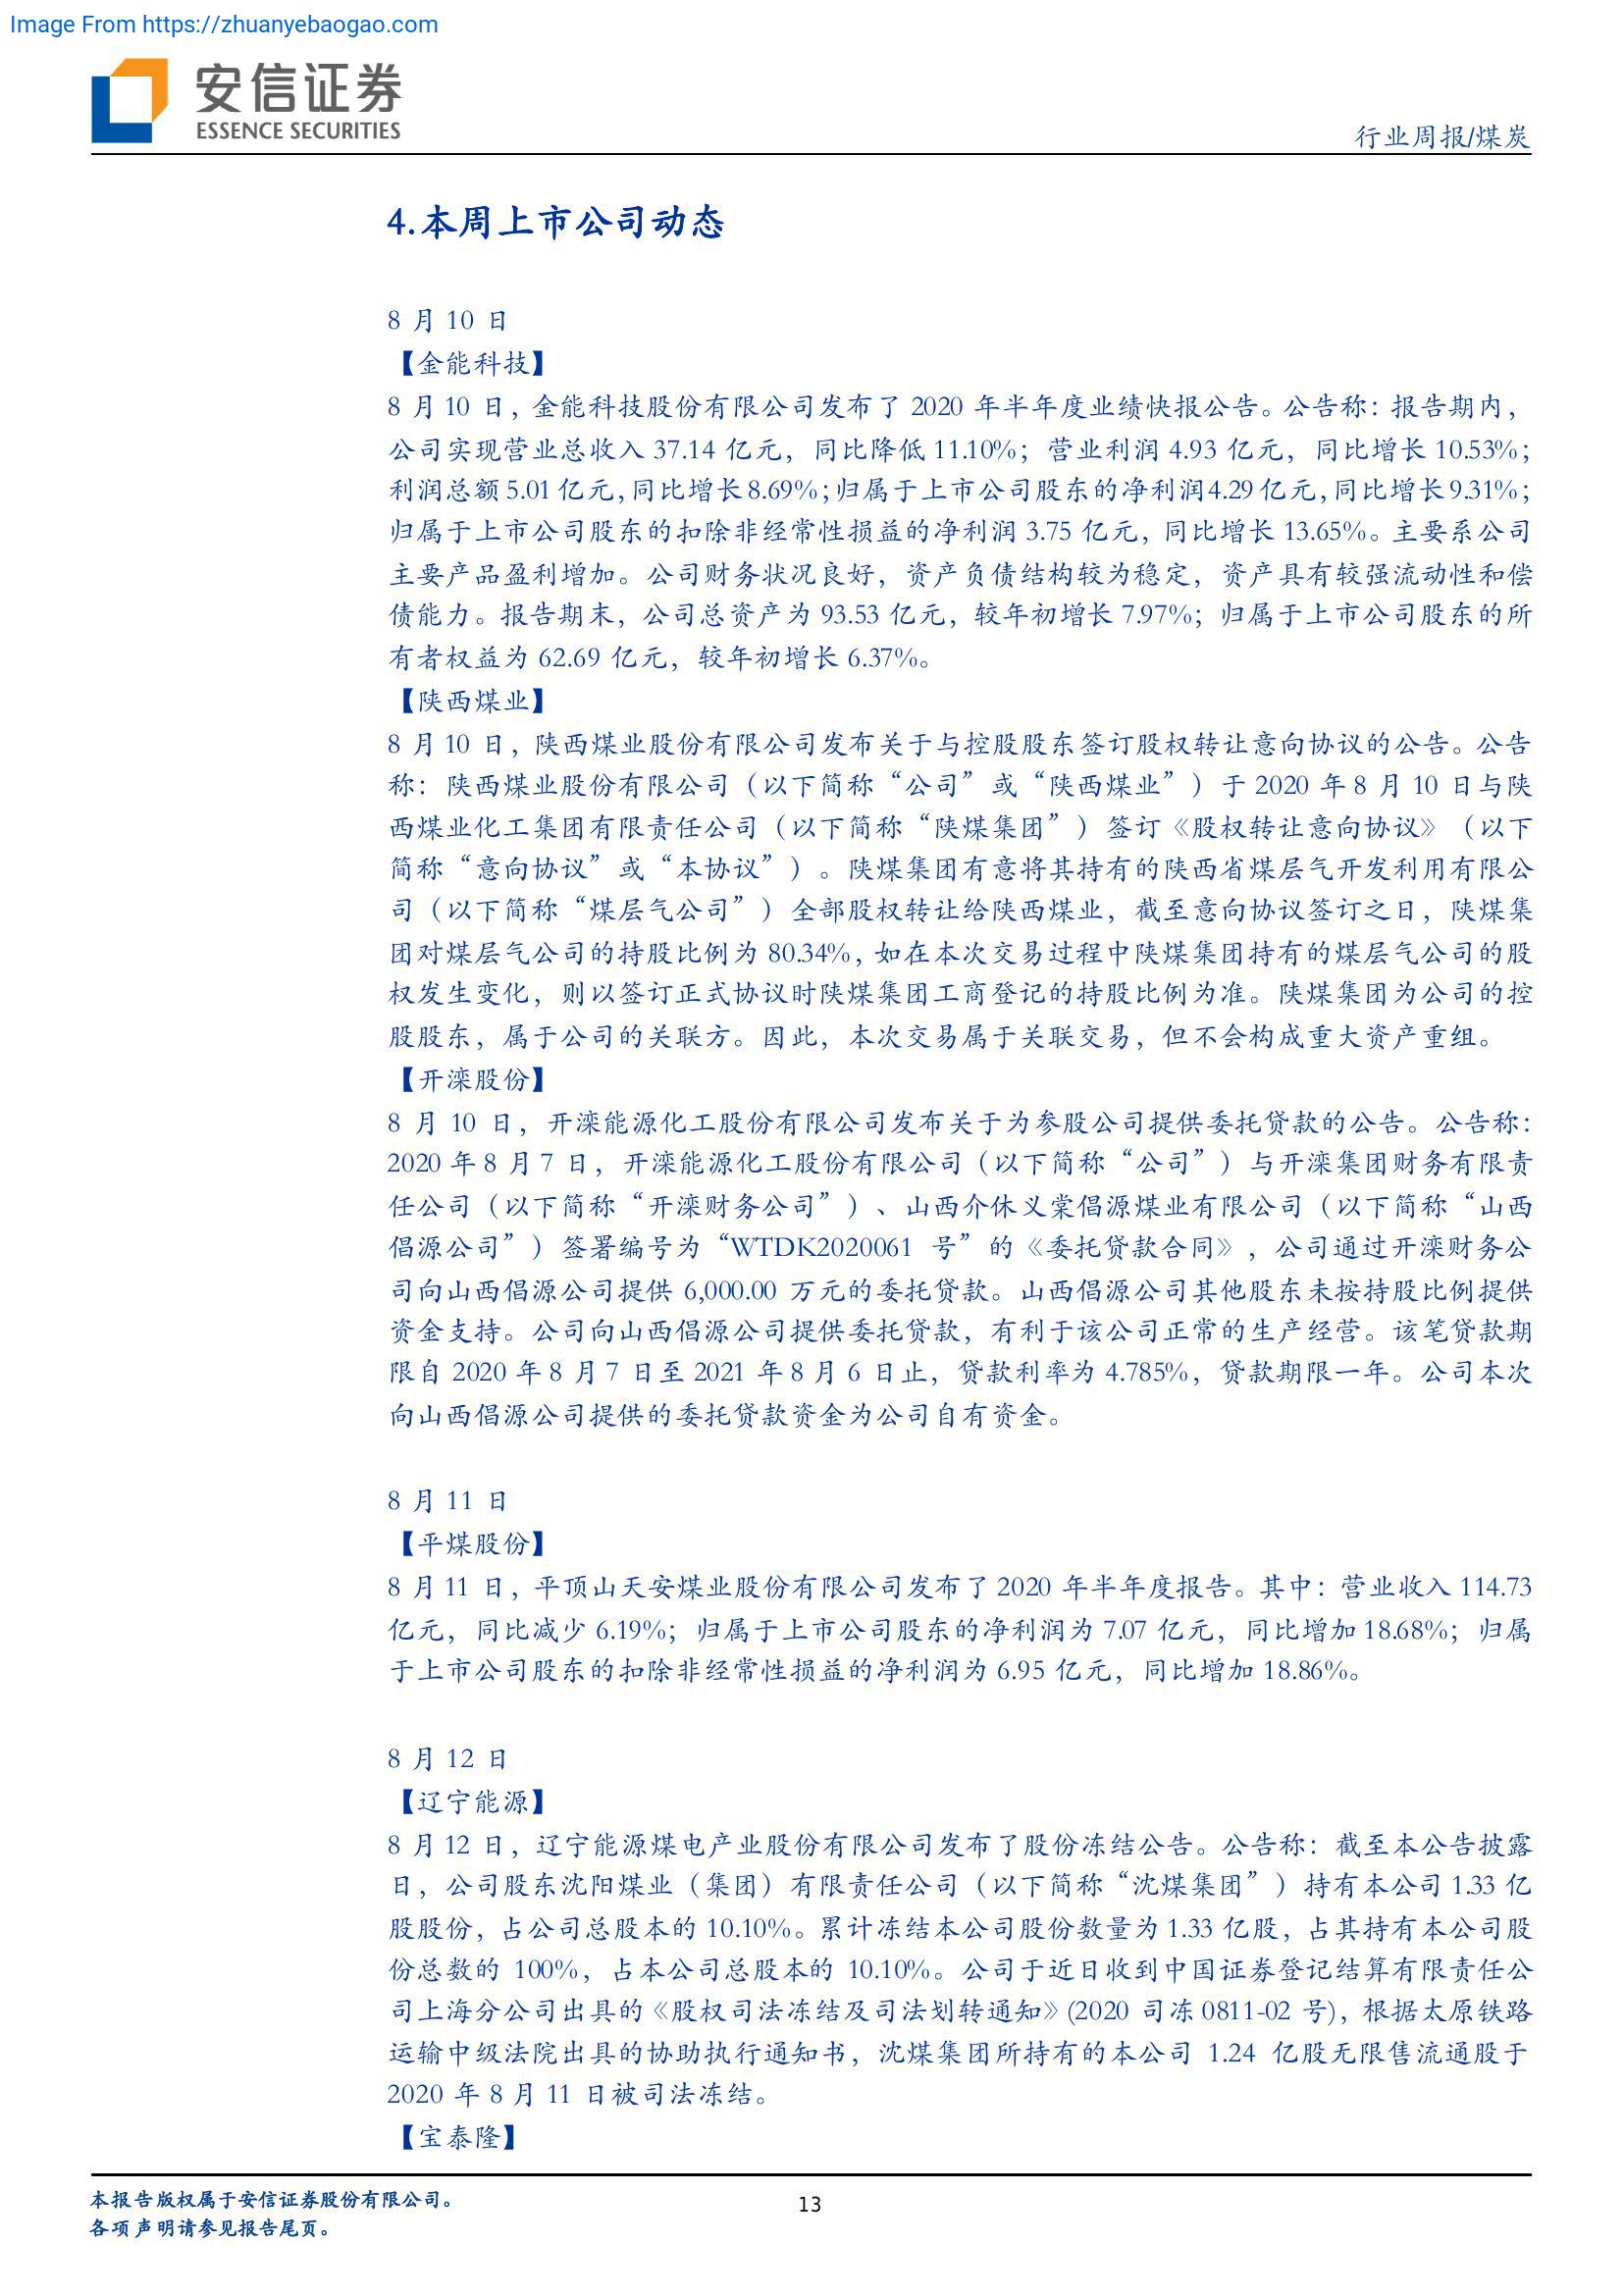 Image From https://zhuanyebaogao.com
安信证券
ESSENCE SECURITIES
行业周报/煤炭
4.本周上市公司动态
8 月 10 日
【金能科技】
8 月 10 日，金能科技股份有限公司发布了 2020 年半年度业绩快报公告。公告称：报告期内，
公司实现营业总收入 37.14 亿元，同比降低 11.10%；营业利润 4.93 亿元，同比增长 10.53%；
利润总额 5.01 亿元，同比增长 8.69%；归属于上市公司股东的净利润 4.29 亿元，同比增长 9.31%；
归属于上市公司股东的扣除非经常性损益的净利润 3.75 亿元，同比增长 13.65%。主要系公司
主要产品盈利增加。公司财务状况良好，资产负债结构较为稳定，资产具有较强流动性和偿
债能力。报告期末，公司总资产为 93.53 亿元，较年初增长 7.97%；归属于上市公司股东的所
有者权益为 62.69 亿元，较年初增长 6.37%。
【陕西煤业】
8 月 10 日，陕西煤业股份有限公司发布关于与控股股东签订股权转让意向协议的公告。公告
称：陕西煤业股份有限公司（以下简称“公司”或“陕西煤业”）于 2020 年 8 月 10 日与陕
西煤业化工集团有限责任公司（以下简称“陕煤集团”）签订《股权转让意向协议》（以下
简称“意向协议”或“本协议”）。陕煤集团有意将其持有的陕西省煤层气开发利用有限公
司（以下简称“煤层气公司”）全部股权转让给陕西煤业，截至意向协议签订之日，陕煤集
团对煤层气公司的持股比例为 80.34%，如在本次交易过程中陕煤集团持有的煤层气公司的股
权发生变化，则以签订正式协议时陕煤集团工商登记的持股比例为准。陕煤集团为公司的控
股股东，属于公司的关联方。因此，本次交易属于关联交易，但不会构成重大资产重组。
【开滦股份】
8 月 10 日，开滦能源化工股份有限公司发布关于为参股公司提供委托贷款的公告。公告称：
2020 年 8 月 7 日，开滦能源化工股份有限公司（以下简称“公司”）与开滦集团财务有限责
任公司（以下简称“开滦财务公司”）、山西介休义棠倡源煤业有限公司（以下简称“山西
倡源公司”）签署编号为“WTDK2020061 号”的《委托贷款合同》，公司通过开滦财务公
司向山西倡源公司提供 6,000.00 万元的委托贷款。山西倡源公司其他股东未按持股比例提供
资金支持。公司向山西倡源公司提供委托贷款，有利于该公司正常的生产经营。该笔贷款期
限自 2020 年 8 月 7 日至 2021 年 8 月 6 日止，贷款利率为 4.785%，贷款期限一年。公司本次
向山西倡源公司提供的委托贷款资金为公司自有资金。
8 月 11 日
【平煤股份】
8 月 11 日，平顶山天安煤业股份有限公司发布了 2020 年半年度报告。其中：营业收入 114.73
亿元，同比减少 6.19%；归属于上市公司股东的净利润为 7.07 亿元，同比增加 18.68%；归属
于上市公司股东的扣除非经常性损益的净利润为 6.95 亿元，同比增加 18.86%。
8 月 12 日
【辽宁能源】
8 月 12 日，辽宁能源煤电产业股份有限公司发布了股份冻结公告。公告称：截至本公告披露
日，公司股东沈阳煤业（集团）有限责任公司（以下简称“沈煤集团”）持有本公司 1.33 亿
股股份，占公司总股本的 10.10%。累计冻结本公司股份数量为 1.33 亿股，占其持有本公司股
份总数的 100%，占本公司总股本的 10.10%。公司于近日收到中国证券登记结算有限责任公
司上海分公司出具的《股权司法冻结及司法划转通知》(2020 司冻 0811-02 号)，根据太原铁路
运输中级法院出具的协助执行通知书，沈煤集团所持有的本公司 1.24 亿股无限售流通股于
2020 年 8 月 11 日被司法冻结。
【宝泰隆】
本报告版权属于安信证券股份有限公司。
13
各项声明请参见报告尾页。